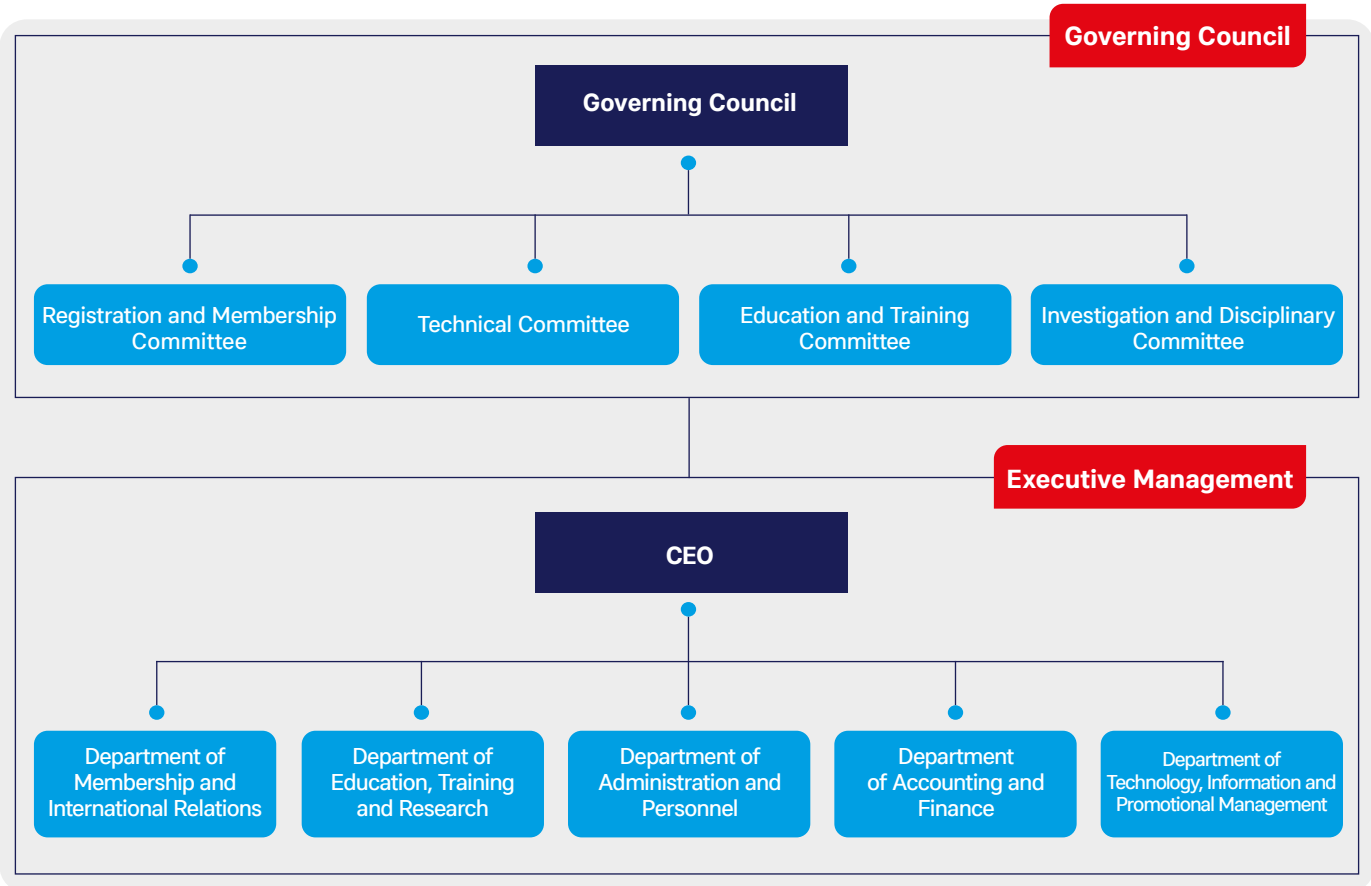 Governing Council
Governing Council
Registration and Membership
Committee
Technical Committee
Education and Training
Committee
Investigation and Disciplinary
Committee
Executive Management
CEO
Department of
Membership and
International Relations
Department of
Education, Training
and Research
Department of
Administration and
Personnel
Department
of Accounting and
Finance
Department of
Technology, Information and
Promotional Management